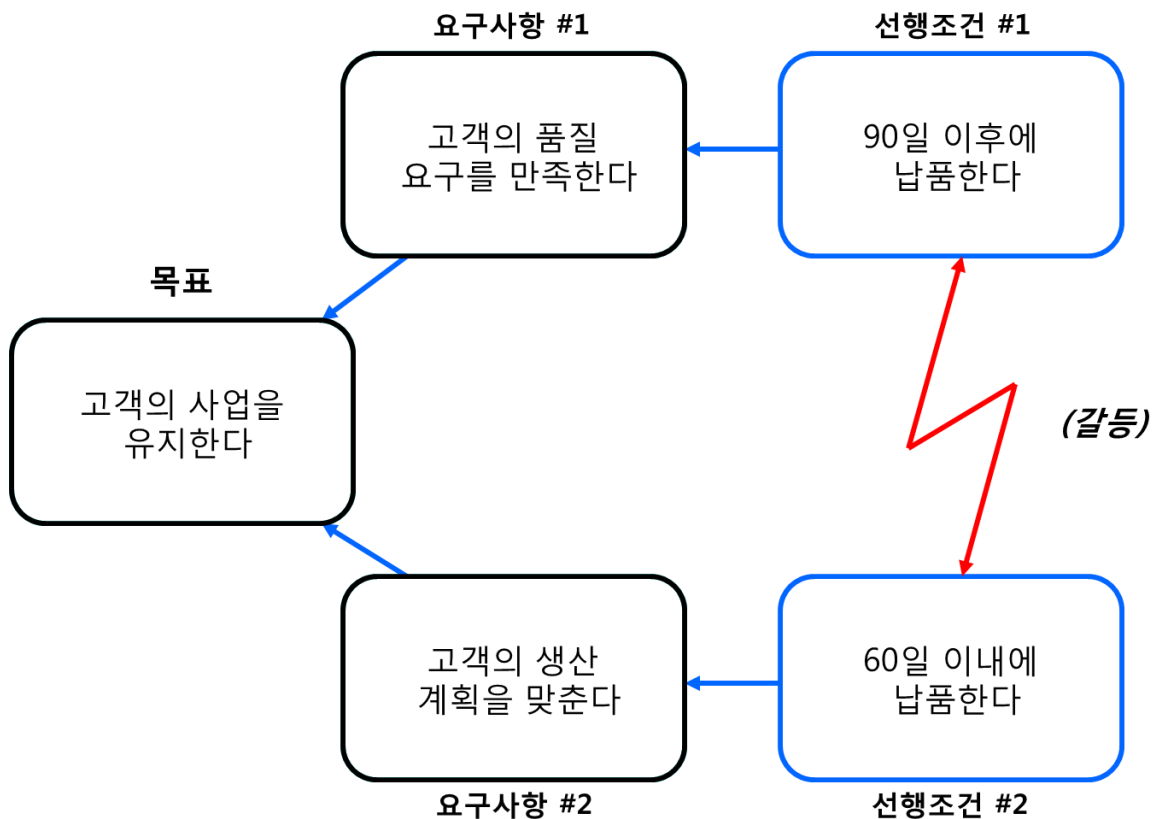 요구사항 #1
선행조건 #1
고객의 품질
요구를 만족한다
90일 이후에
납품한다
목표
고객의 사업을
유지한다
(갈등)
고객의 생산
계획을 맞춘다
60일 이내에
납품한다
요구사항 #2
선행조건 #2